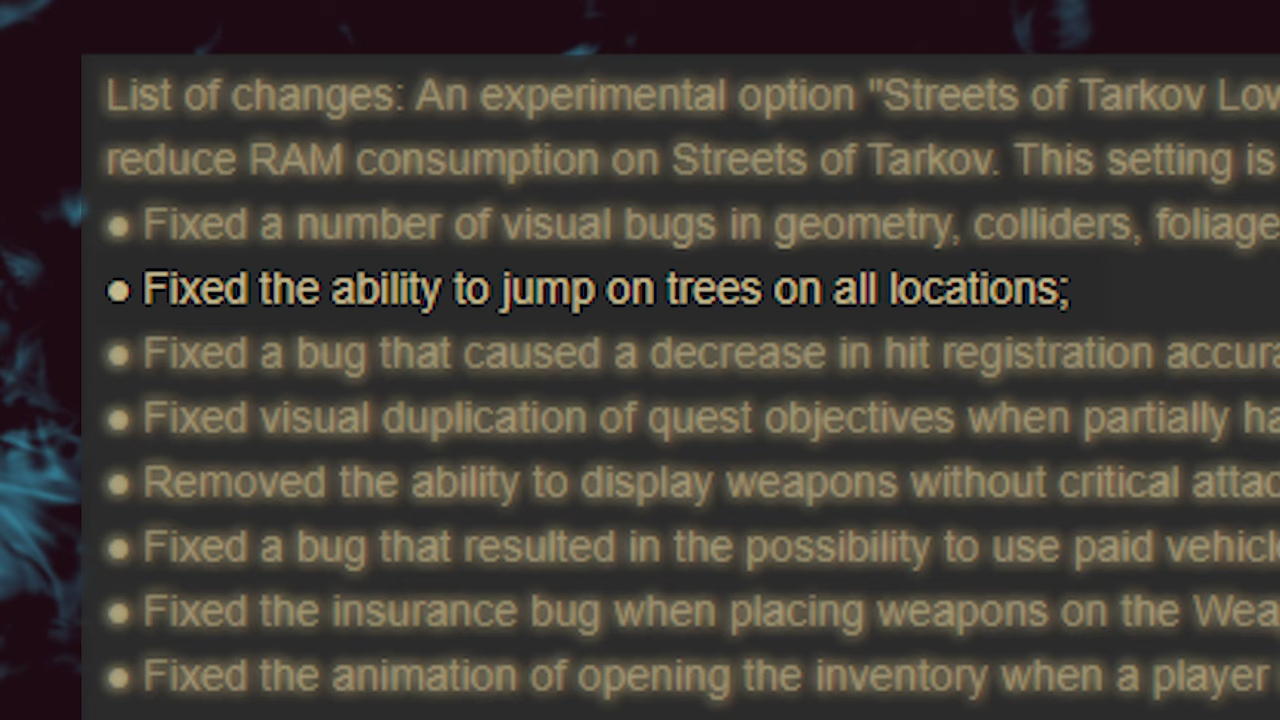 List of changes: An experimental option "Streets of Tarkov Low
reduce RAM consumption on Streets of Tarkov. This setting is
● Fixed a number of visual bugs in geometry, colliders, foliage
● Fixed the ability to jump on trees on all locations;
● Fixed a bug that caused a decrease in hit registration accura
● Fixed visual duplication of quest objectives when partially ha
● Removed the ability to display weapons without critical attac
● Fixed a bug that resulted in the possibility to use paid vehicl
● Fixed the insurance bug when placing weapons on the Wea
● Fixed the animation of opening the inventory when a player